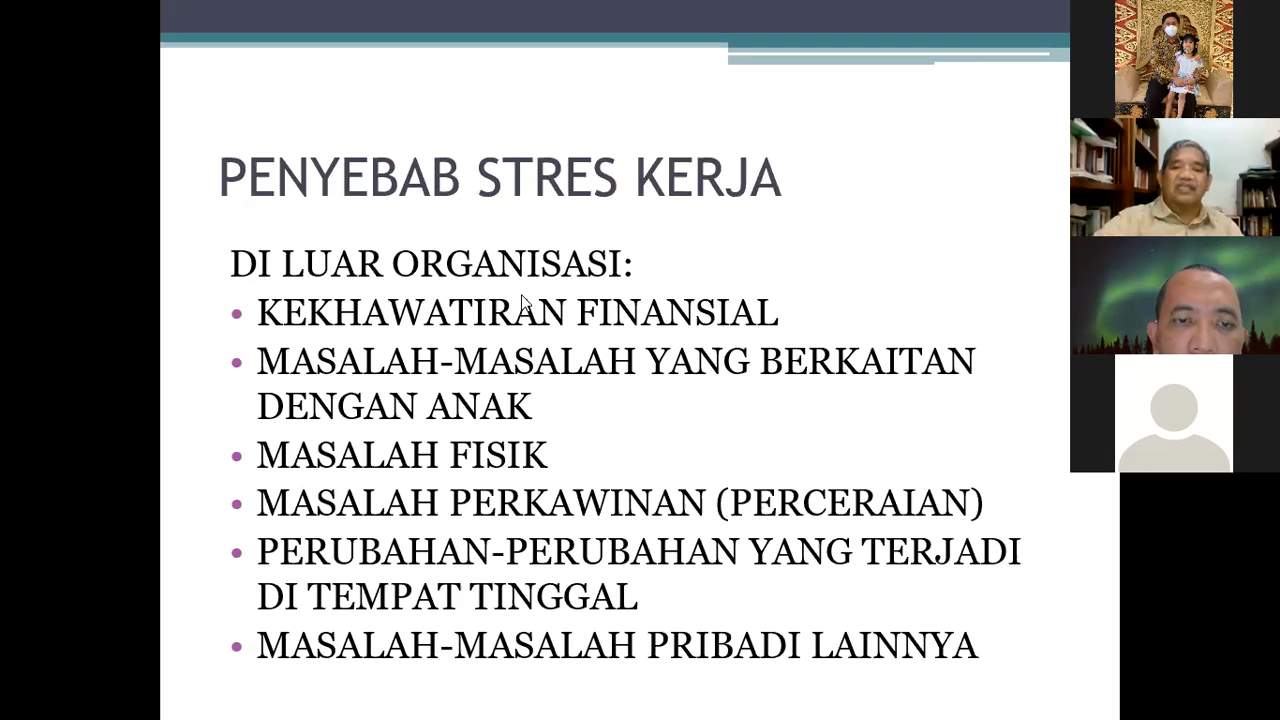 PENYEBAB STRES KERJA
DI LUAR ORGANISASI:
• KEKHAWATIRAN FINANSIAL
• MASALAH-MASALAH YANG BERKAITAN
DENGAN ANAK
• MASALAH FISIK
• MASALAH PERKAWINAN (PERCERAIAN)
• PERUBAHAN-PERUBAHAN YANG TERJADI
DI TEMPAT TINGGAL
• MASALAH-MASALAH PRIBADI LAINNYA